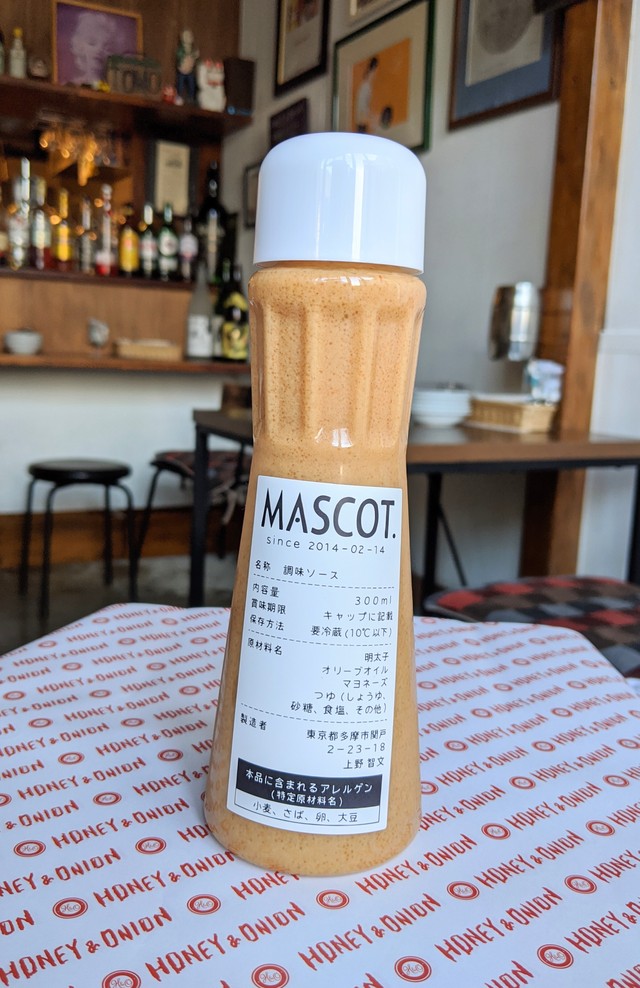 MASCOT.
since 2014-02-14
名称 調味ソース
内容量 300ml
賞味期限 キャップに記載
保存方法 要冷蔵(10℃以下)
原材料名 明太子
オリーブオイル
マヨネーズ
つゆ(しょうゆ、
砂糖、食塩、その他)
製造者 東京都多摩市関戸
2-23-18
上野 智文
本品に含まれるアレルゲン
(特定原材料名)
小麦、さば、卵、大豆
HONEY & ONION